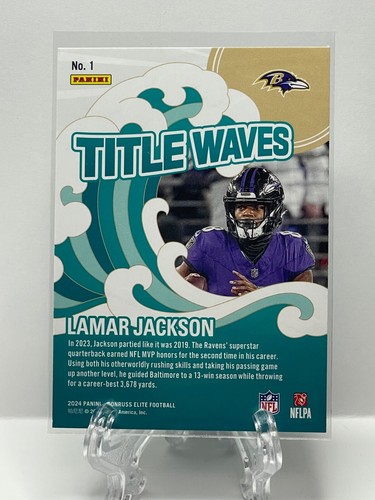 No. 1
PANINI
TITLE WAVES
LAMAR JACKSON
In 2023, Jackson partied like it was 2019. The Ravens' superstar
quarterback earned NFL MVP honors for the second time in his career.
Using both his otherworldly rushing skills and taking his passing game
up another level, he guided Baltimore to a 13-win season while throwing
for a career-best 3,678 yards.
2024 PANINI - DONRUSS ELITE FOOTBALL
America, Inc.
NFL
NFLPA